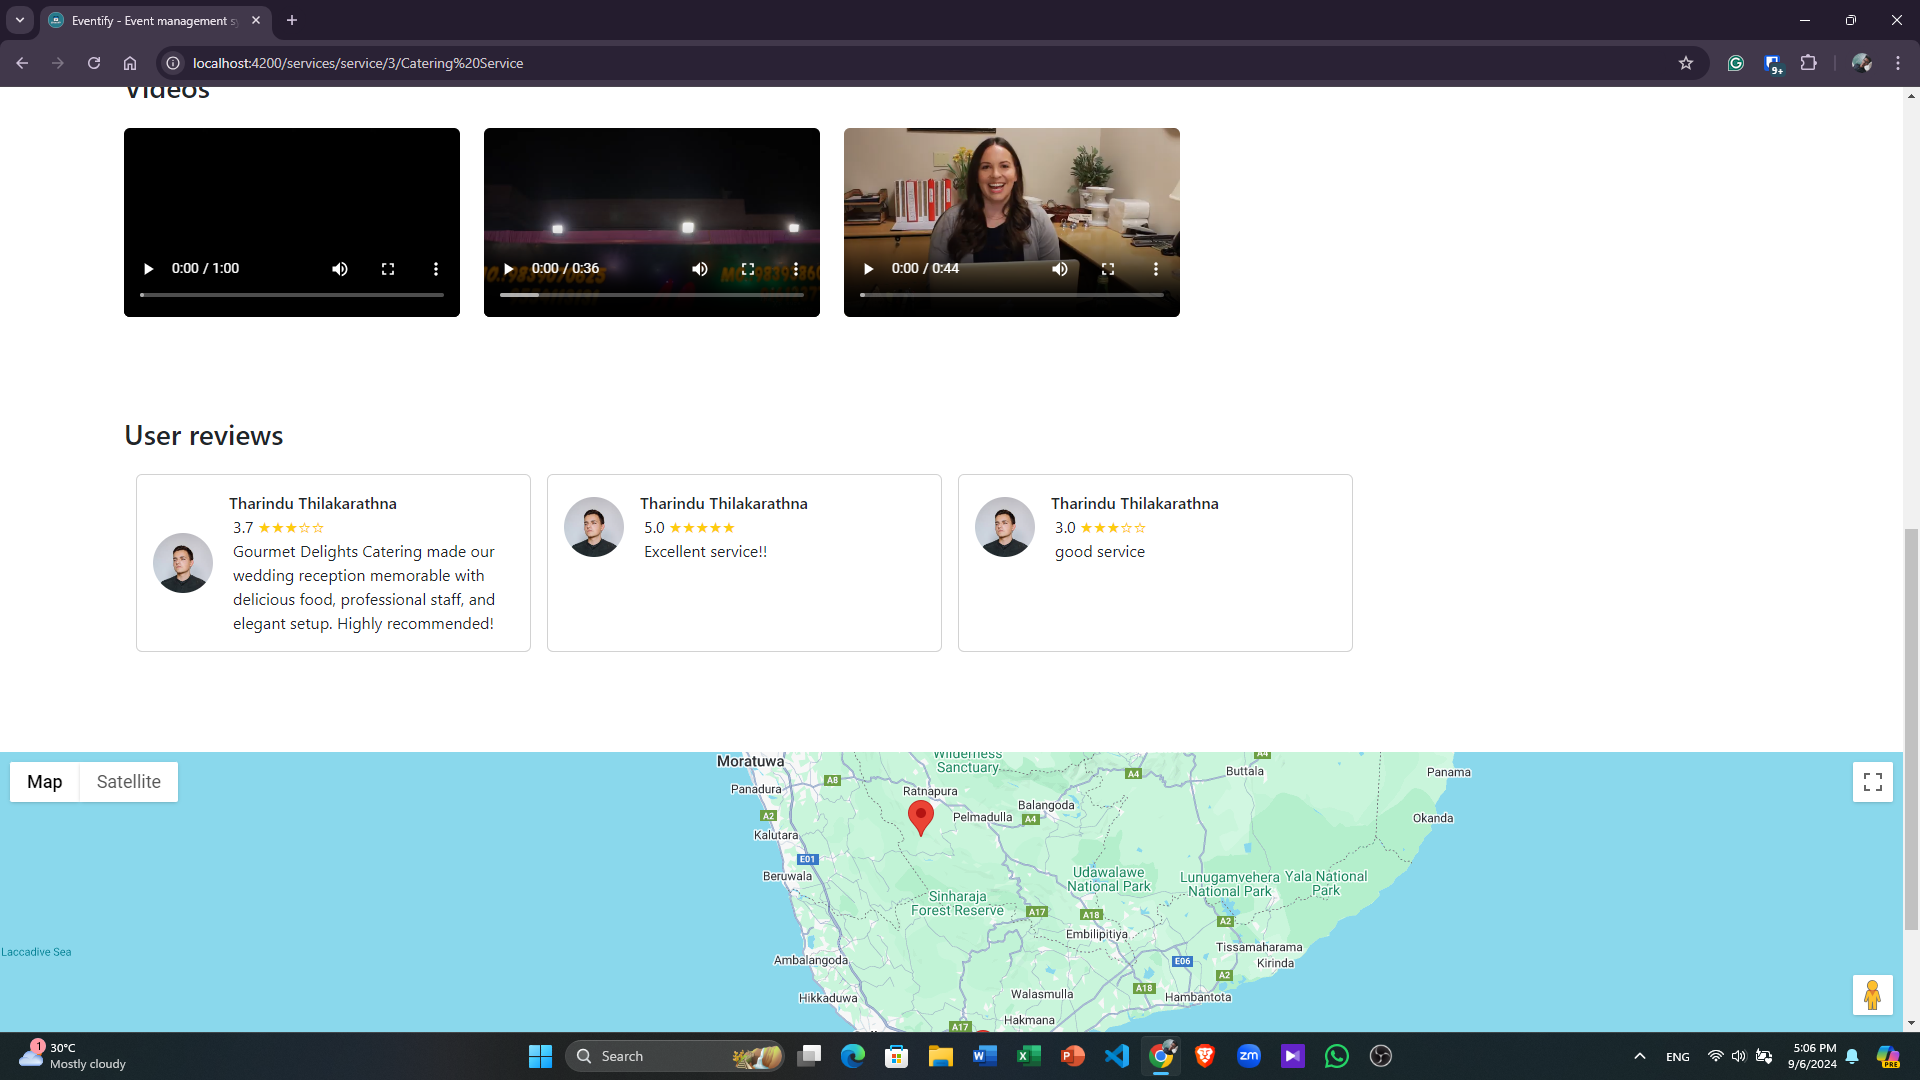 Eventify - Event management sy
localhost:4200/services/service/3/Catering%20Service
9+
Videos
0:00 / 1:00
0:00 / 0:36
0:00 / 0:44
User reviews
Tharindu Thilakarathna
3.7 ★★★☆☆
Gourmet Delights Catering made our
wedding reception memorable with
delicious food, professional staff, and
elegant setup. Highly recommended!
Tharindu Thilakarathna
5.0 ★★★★★
Excellent service!!
Tharindu Thilakarathna
3.0 ★★★☆☆
good service
Map
Satellite
Moratuwa
Wilderness
Sanctuary
A4
A4
Buttala
Panama
A8
Panadura
Ratnapura
Balangoda
A2
Pelmadulla
A4
Okanda
Kalutara
E01
Beruwala
Udawalawe
National Park
Lunugamvehera
National Park
Yala National
Park
Sinharaja
Forest Reserve
A17
A18
A2
Embilipitiya
Laccadive Sea
Tissamaharama
Ambalangoda
E06
Kirinda
A2
A18
Hikkaduwa
Walasmulla
Hambantota
Hakmana
A17
1
30°C
Mostly cloudy
Search
zm
ENG
5:06 PM
9/6/2024
PRE